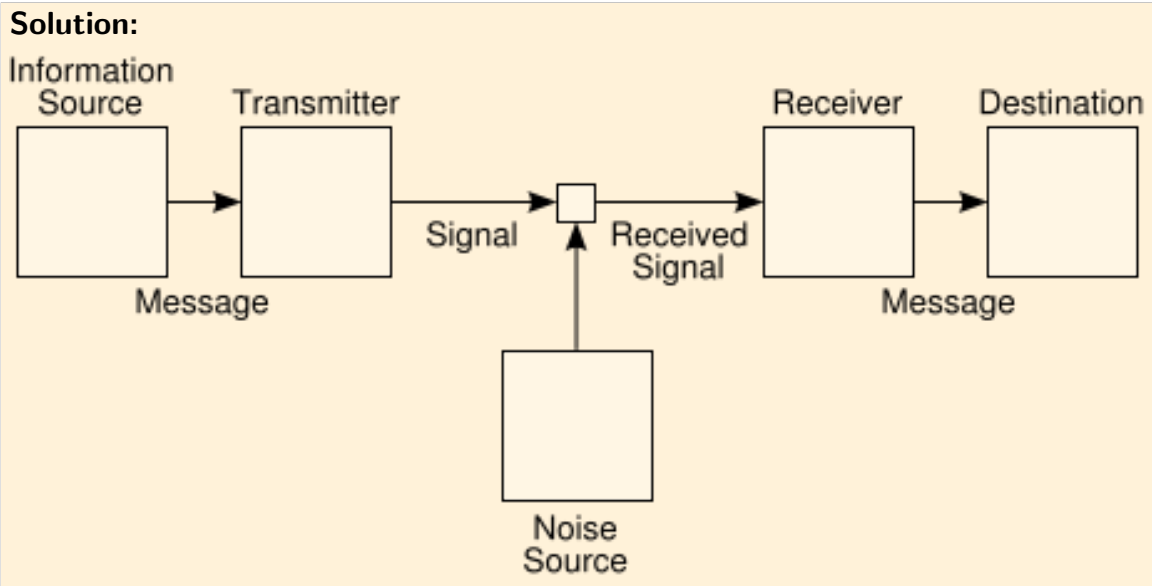 Solution:
Information
Source
Transmitter
Receiver
Destination
Signal
Received
Signal
Message
Message
Noise
Source